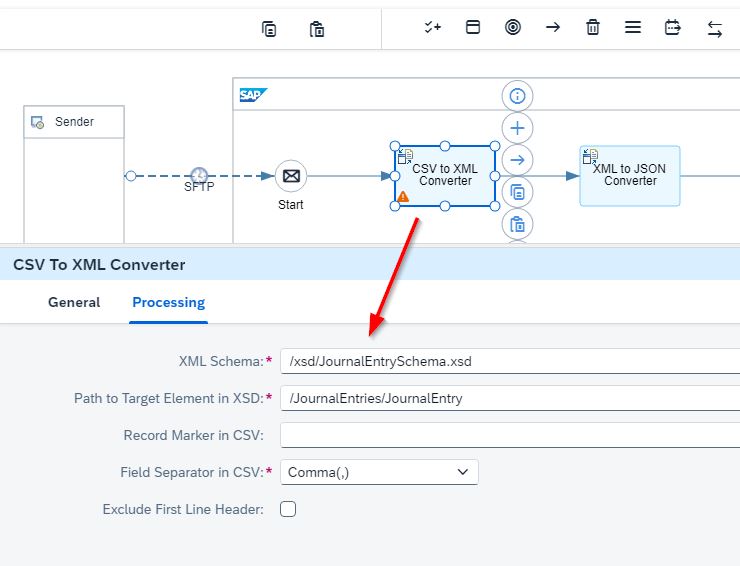 SAP
Sender
SFTP
Start
CSV to XML
Converter
XML to JSON
Converter
CSV To XML Converter
General Processing
XML Schema:* /xsd/JournalEntrySchema.xsd
Path to Target Element in XSD:* /JournalEntries/JournalEntry
Record Marker in CSV:
Field Separator in CSV:* Comma(,)
Exclude First Line Header: